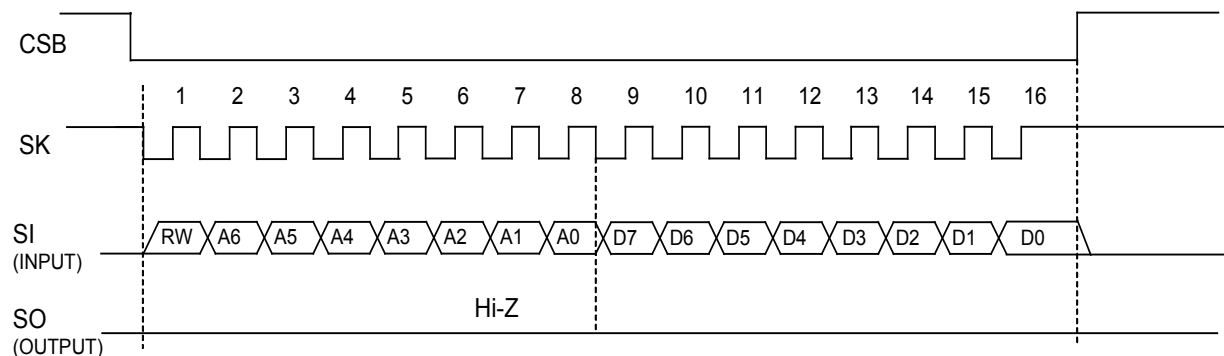 CSB
1 2 3 4 5 6 7 8 9 10 11 12 13 14 15 16
SK
SI
(INPUT)
RW A6 A5 A4 A3 A2 A1 A0 D7 D6 D5 D4 D3 D2 D1 D0
Hi-Z
SO
(OUTPUT)